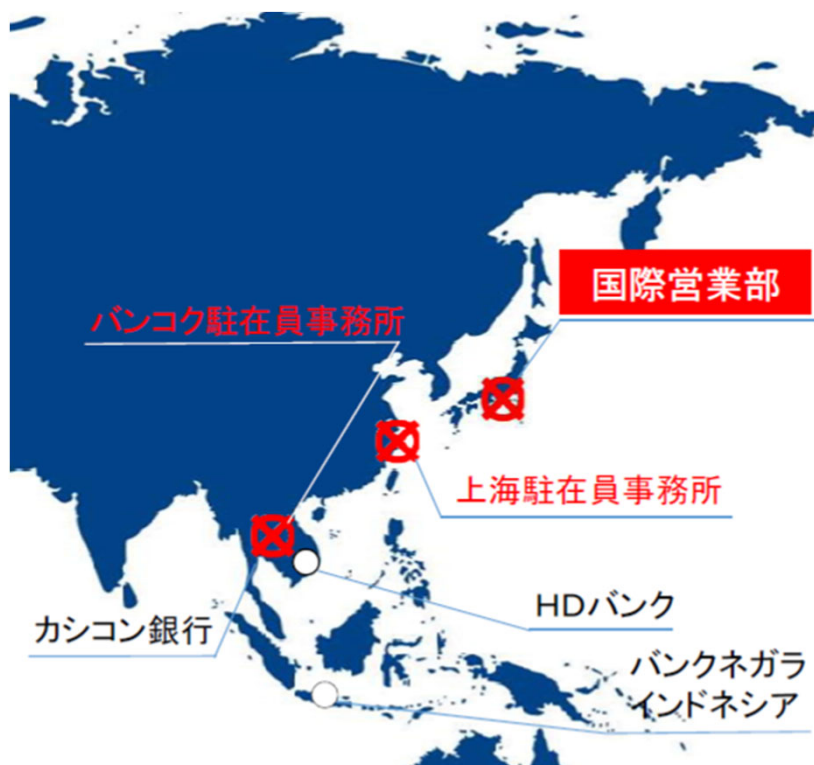 国際営業部
バンコク駐在員事務所
上海駐在員事務所
HDバンク
カシコン銀行
バンクネガラ
インドネシア